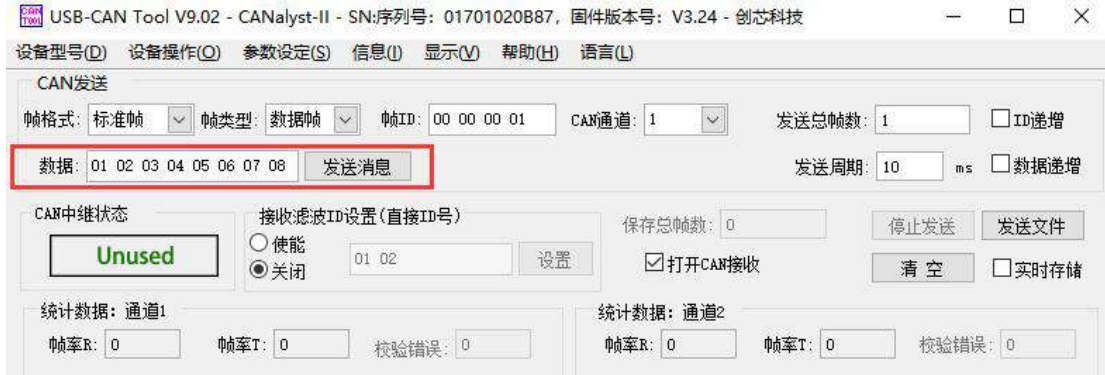 CAN TOOL USB-CAN Tool V9.02 - CANalyst-II - SN:序列号: 01701020B87, 固件版本号: V3.24 - 创芯科技
设备型号(D) 设备操作(O) 参数设定(S) 信息(I) 显示(V) 帮助(H) 语言(L)
CAN发送
帧格式: 标准帧 帧类型: 数据帧 帧ID: 00 00 00 01 CAN通道: 1 发送总帧数: 1 ID递增
数据: 01 02 03 04 05 06 07 08 发送消息 发送周期: 10 ms 数据递增
CAN中继状态 接收滤波ID设置(直接ID号) 保存总帧数: 0 停止发送 发送文件
Unused 使能 01 02 设置 打开CAN接收 清 空 实时存储
关闭
统计数据: 通道1 统计数据: 通道2
帧率R: 0 帧率T: 0 校验错误: 0 帧率R: 0 帧率T: 0 校验错误: 0